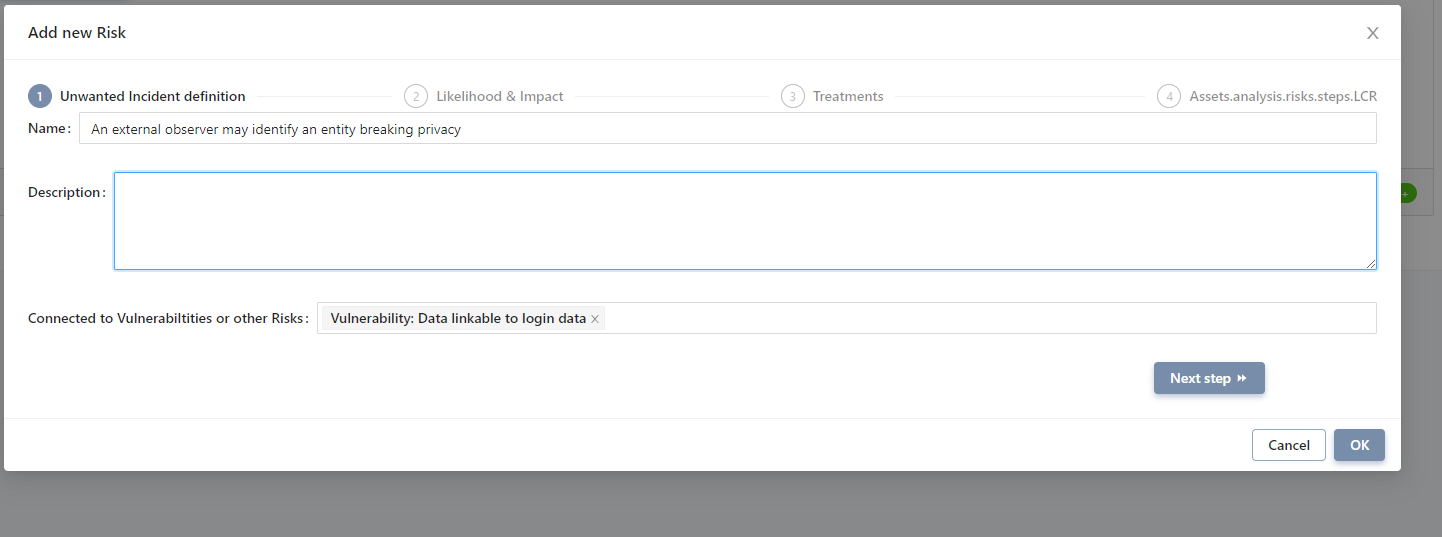 Add new Risk
1 Unwanted Incident definition 2 Likelihood & Impact 3 Treatments 4 Assets.analysis.risks.steps.LCR
Name: An external observer may identify an entity breaking privacy
Description:
Connected to Vulnerabiltities or other Risks: Vulnerability: Data linkable to login data
Next step
Cancel OK